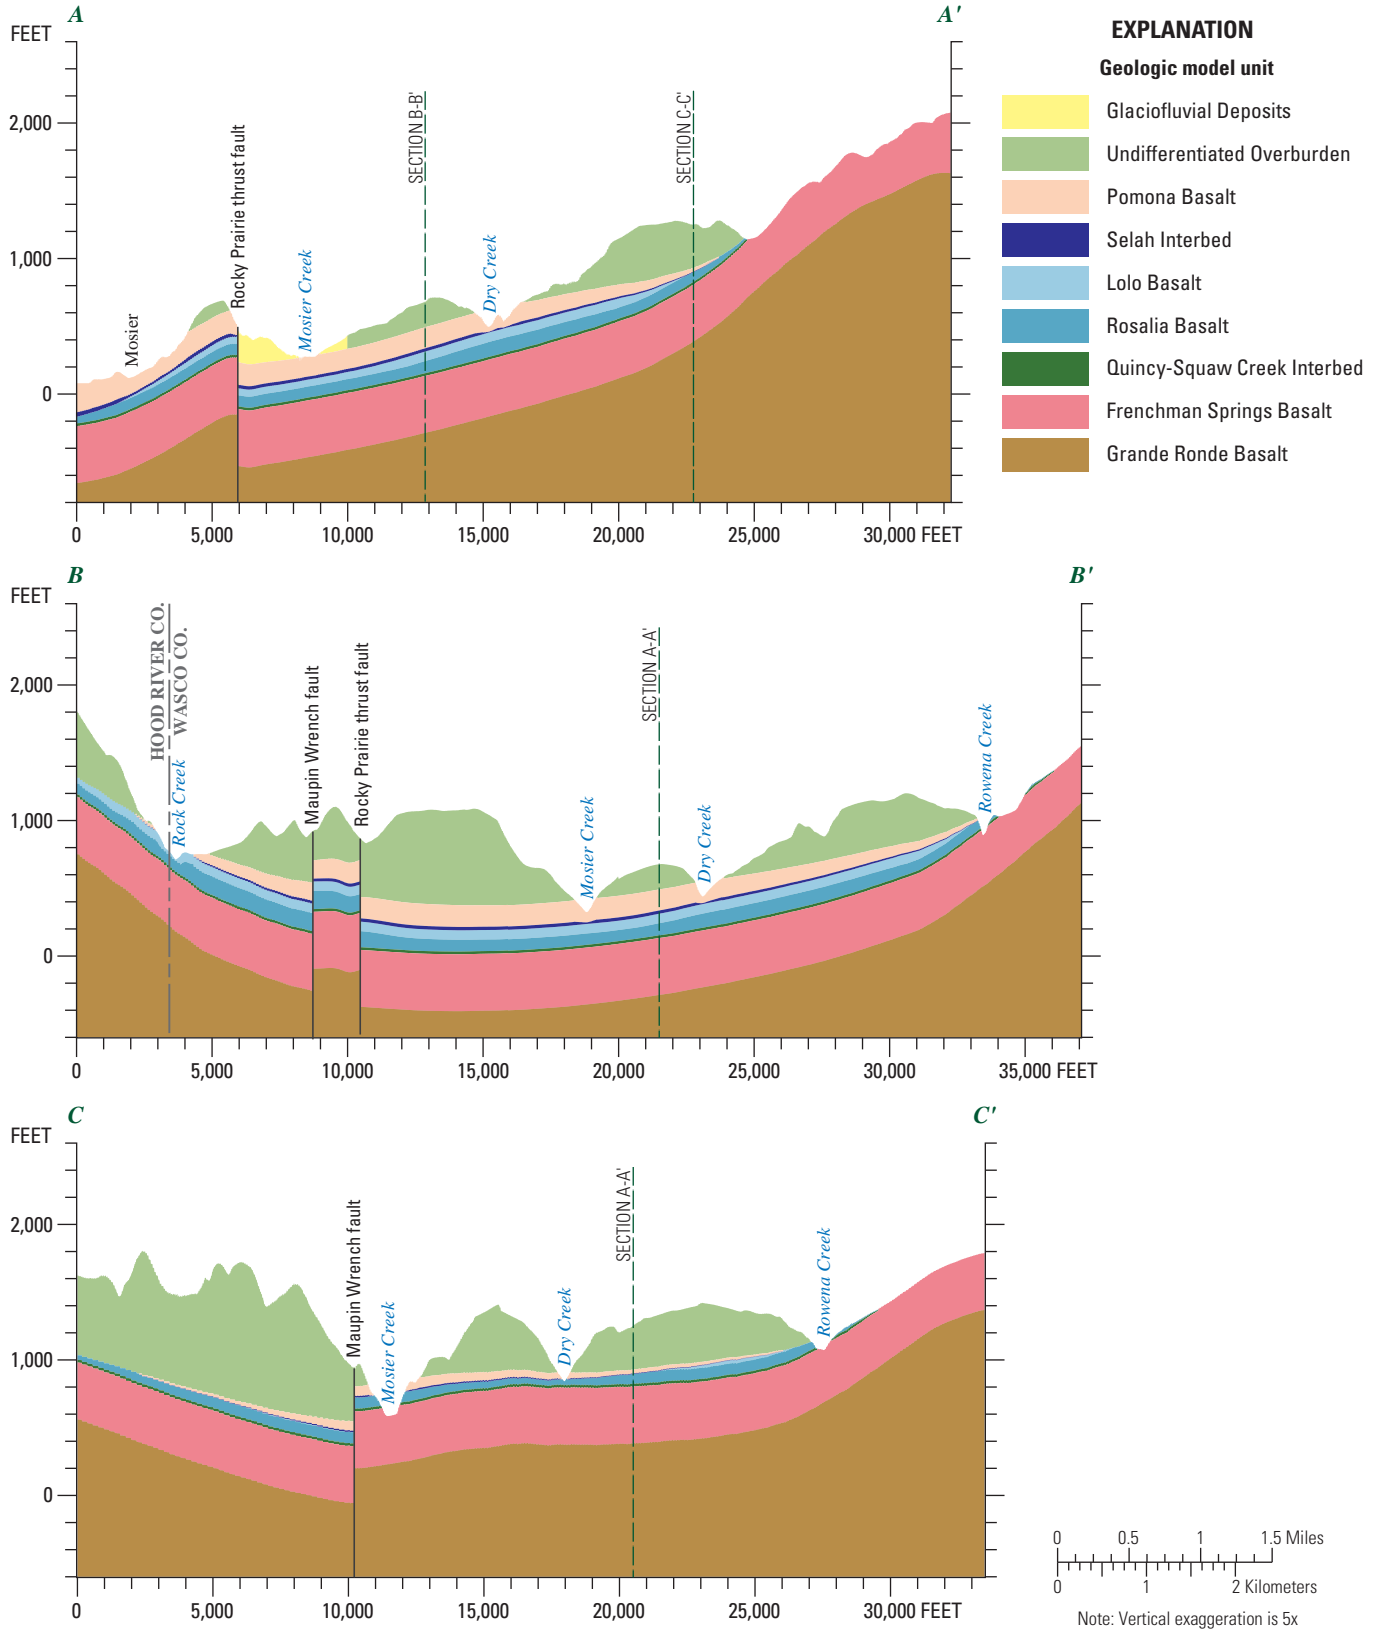 A
A'
FEET
2,000
1,000
0
Mosier
Rocky Prairie thrust fault
Mosier Creek
SECTION B-B'
Dry Creek
SECTION C-C'
0
5,000
10,000
15,000
20,000
25,000
30,000 FEET
EXPLANATION
Geologic model unit
Glaciofluvial Deposits
Undifferentiated Overburden
Pomona Basalt
Selah Interbed
Lolo Basalt
Rosalia Basalt
Quincy-Squaw Creek Interbed
Frenchman Springs Basalt
Grande Ronde Basalt
B
B'
FEET
2,000
1,000
0
HOOD RIVER CO.
WASCO CO.
Rock Creek
Maupin Wrench fault
Rocky Prairie thrust fault
Mosier Creek
SECTION A-A'
Dry Creek
Rowena Creek
0
5,000
10,000
15,000
20,000
25,000
30,000
35,000 FEET
C
C'
FEET
2,000
1,000
0
Maupin Wrench fault
Mosier Creek
Dry Creek
SECTION A-A'
Rowena Creek
0
5,000
10,000
15,000
20,000
25,000
30,000 FEET
0
0.5
1
1.5 Miles
0
1
2 Kilometers
Note: Vertical exaggeration is 5x